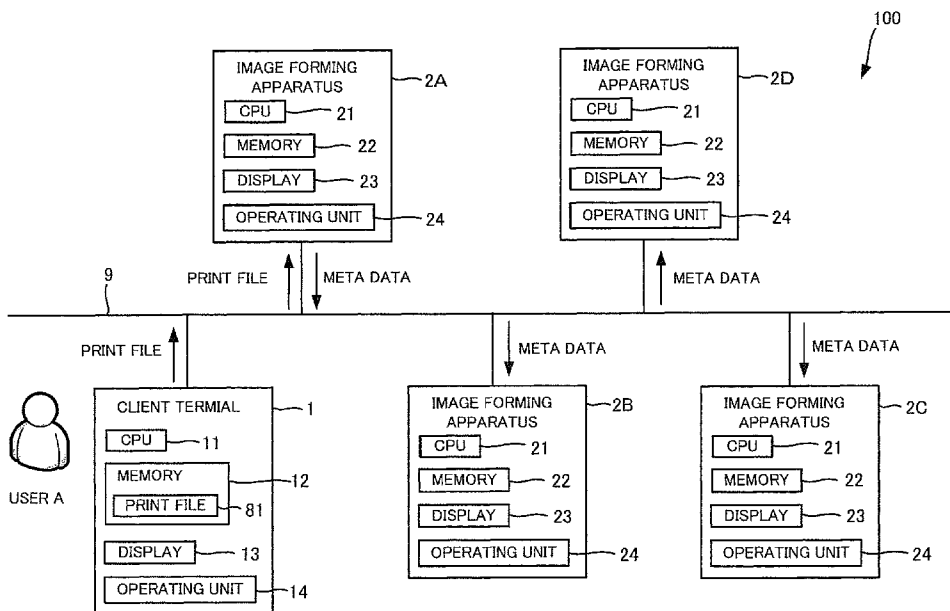 100
IMAGE FORMING
APPARATUS
2A
CPU
21
MEMORY
22
DISPLAY
23
OPERATING UNIT
24
IMAGE FORMING
APPARATUS
2D
CPU
21
MEMORY
22
DISPLAY
23
OPERATING UNIT
24
9
PRINT FILE
META DATA
META DATA
PRINT FILE
META DATA
META DATA
USER A
CLIENT TERMIAL
1
CPU
11
MEMORY
12
PRINT FILE
81
DISPLAY
13
OPERATING UNIT
14
IMAGE FORMING
APPARATUS
2B
CPU
21
MEMORY
22
DISPLAY
23
OPERATING UNIT
24
IMAGE FORMING
APPARATUS
2C
CPU
21
MEMORY
22
DISPLAY
23
OPERATING UNIT
24